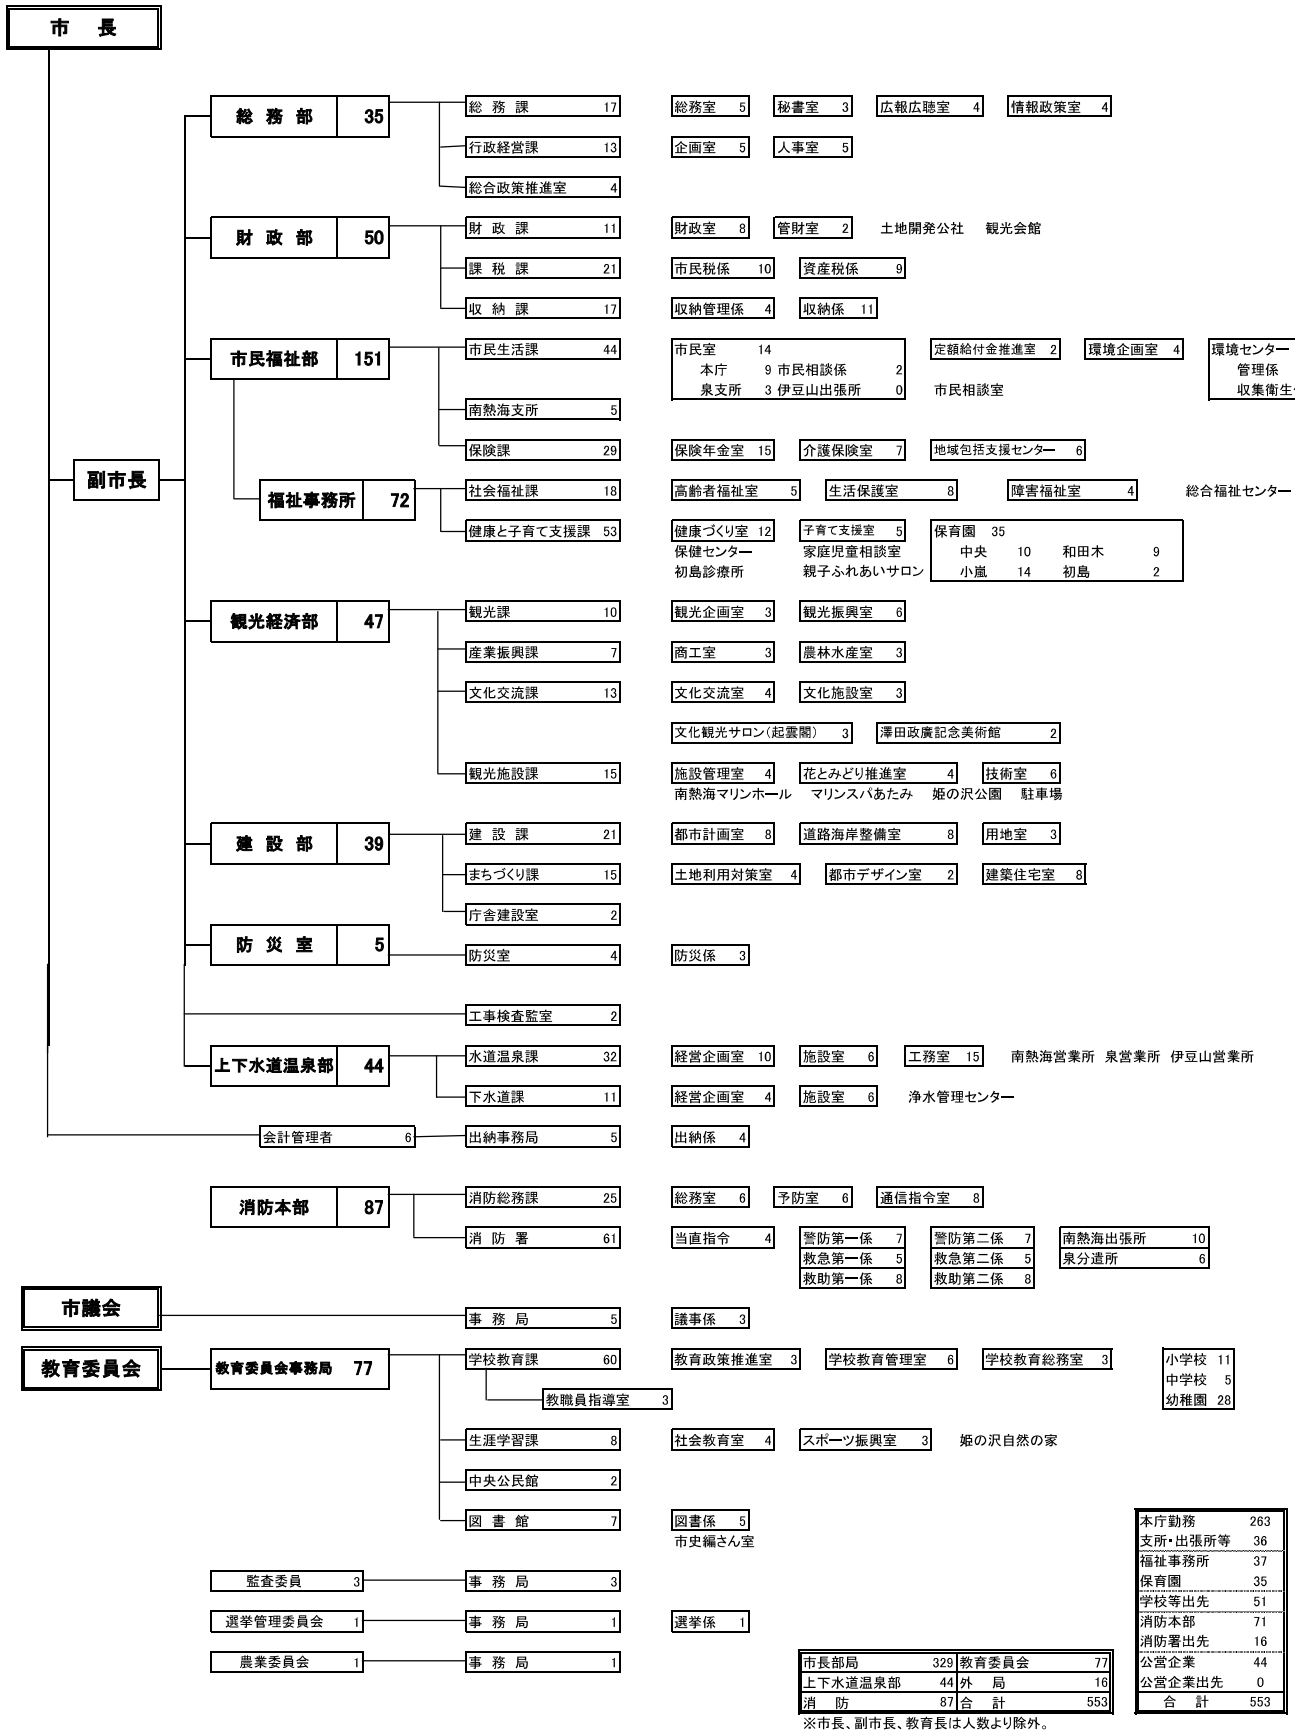 市　長
総 務 部 35 総 務 課 17 総務室 5 秘書室 3 広報広聴室 4 情報政策室 4
行政経営課 13 企画室 5 人事室 5
総合政策推進室 4
財 政 部 50 財 政 課 11 財政室 8 管財室 2 土地開発公社 観光会館
課 税 課 21 市民税係 10 資産税係 9
収 納 課 17 収納管理係 4 収納係 11
市民福祉部 151 市民生活課 44 市民室 14 定額給付金推進室 2 環境企画室 4 環境センター
本庁 9 市民相談係 2 管理係
泉支所 3 伊豆山出張所 0 市民相談室 収集衛生
南熱海支所 5
保険課 29 保険年金室 15 介護保険室 7 地域包括支援センター 6
副市長
福祉事務所 72 社会福祉課 18 高齢者福祉室 5 生活保護室 8 障害福祉室 4 総合福祉センター
健康と子育て支援課 53 健康づくり室 12 子育て支援室 5 保育園 35
保健センター 家庭児童相談室 中央 10 和田木 9
初島診療所 親子ふれあいサロン 小嵐 14 初島 2
観光経済部 47 観光課 10 観光企画室 3 観光振興室 6
産業振興課 7 商工室 3 農林水産室 3
文化交流課 13 文化交流室 4 文化施設室 3
文化観光サロン(起雲閣) 3 澤田政廣記念美術館 2
観光施設課 15 施設管理室 4 花とみどり推進室 4 技術室 6
南熱海マリンホール マリンスパあたみ 姫の沢公園 駐車場
建 設 部 39 建 設 課 21 都市計画室 8 道路海岸整備室 8 用地室 3
まちづくり課 15 土地利用対策室 4 都市デザイン室 2 建築住宅室 8
庁舎建設室 2
防 災 室 5 防災室 4 防災係 3
工事検査監室 2
上下水道温泉部 44 水道温泉課 32 経営企画室 10 施設室 6 工務室 15 南熱海営業所 泉営業所 伊豆山営業所
下水道課 11 経営企画室 4 施設室 6 浄水管理センター
会計管理者 6 出納事務局 5 出納係 4
消防本部 87 消防総務課 25 総務室 6 予防室 6 通信指令室 8
消 防 署 61 当直指令 4 警防第一係 7 警防第二係 7 南熱海出張所 10
救急第一係 5 救急第二係 5 泉分遣所 6
救助第一係 8 救助第二係 8
市議会 事 務 局 5 議事係 3
教育委員会 教育委員会事務局 77 学校教育課 60 教育政策推進室 3 学校教育管理室 6 学校教育総務室 3 小学校 11
中学校 5
教職員指導室 3 幼稚園 28
生涯学習課 8 社会教育室 4 スポーツ振興室 3 姫の沢自然の家
中央公民館 2
図 書 館 7 図書係 5
市史編さん室
監査委員 3 事 務 局 3
選挙管理委員会 1 事 務 局 1 選挙係 1
農業委員会 1 事 務 局 1
本庁勤務 263
支所・出張所等 36
福祉事務所 37
保育園 35
学校等出先 51
消防本部 71
消防署出先 16
公営企業 44
公営企業出先 0
合 計 553
市長部局 329 教育委員会 77
上下水道温泉部 44 外 局 16
消 防 87 合 計 553
※市長、副市長、教育長は人数より除外。